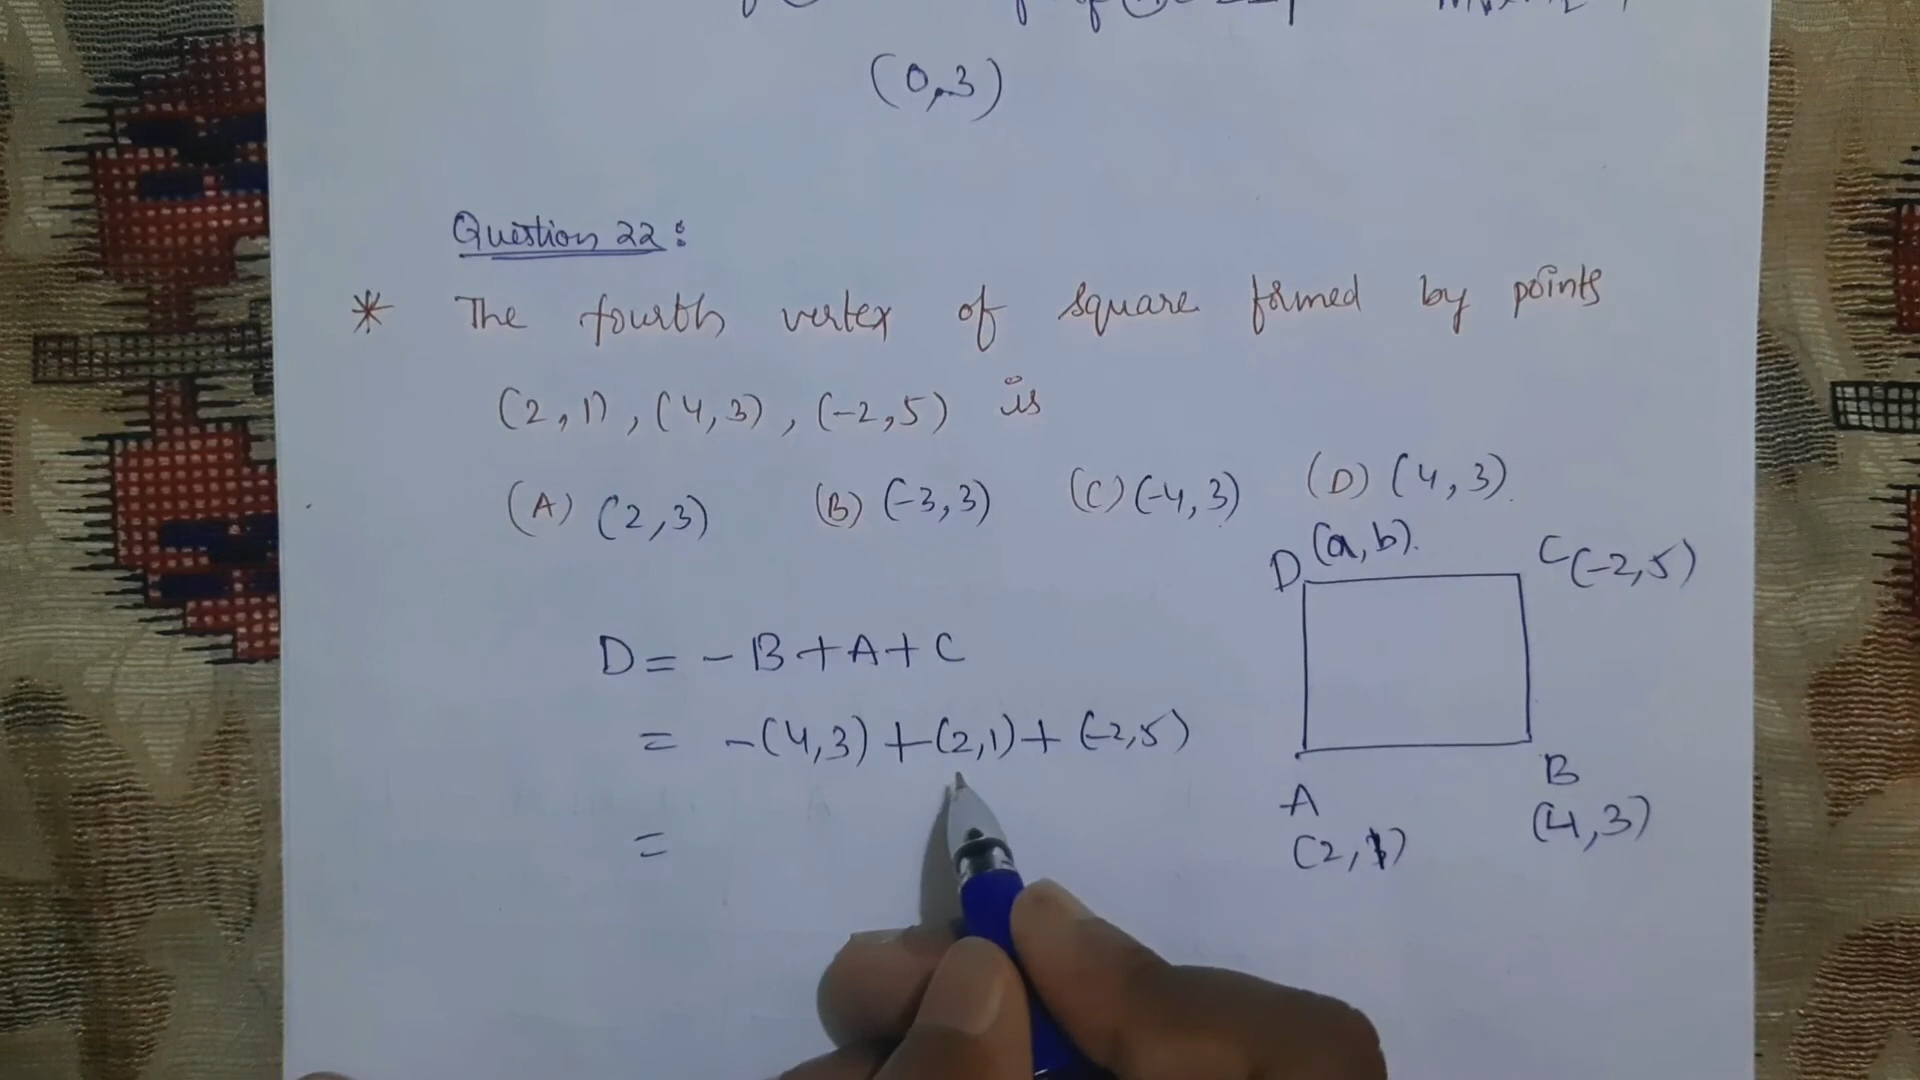 (0,3)
Question 22:
* The fourth vertex of square formed by points
(2,1), (4,3), (-2,5) is
(A) (2,3) (B) (-3,3) (C) (-4,3) (D) (4,3).
D (a,b). C (-2,5)
D = - B + A + C
= -(4,3) + (2,1) + (-2,5)
=
A B
(2,1) (4,3)